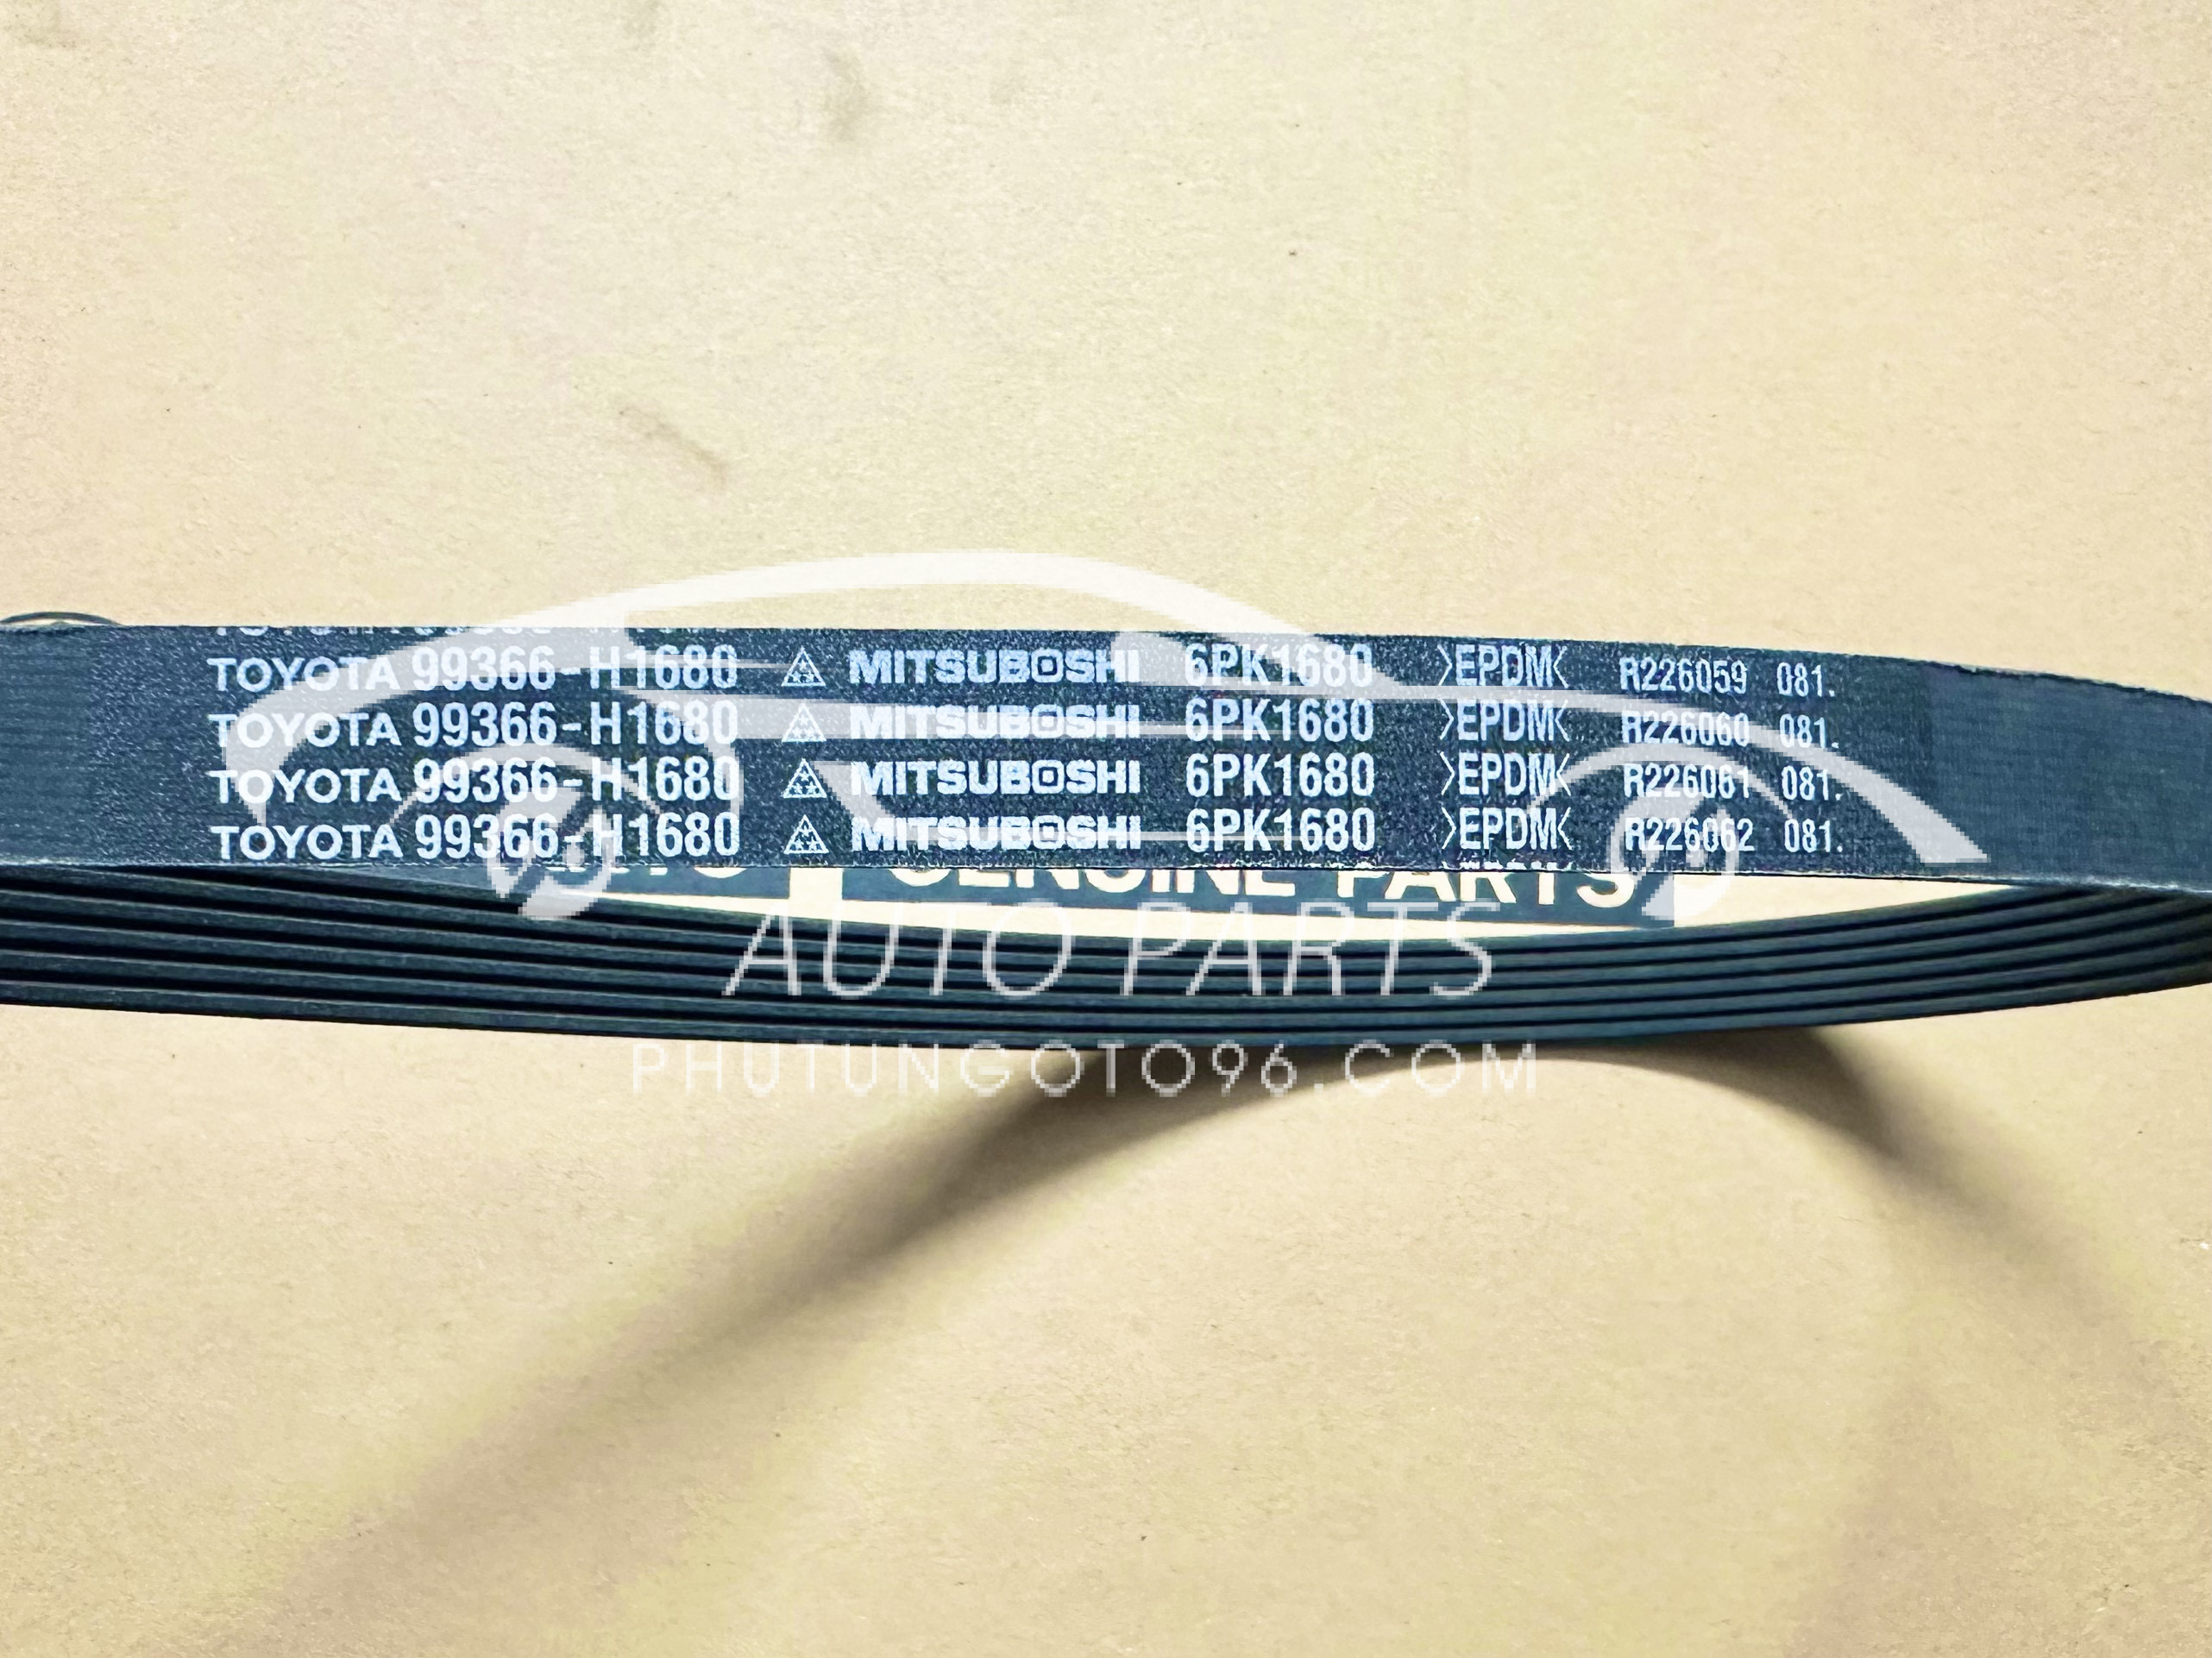 TOYOTA 99366-H1680 MITSUBOSHI 6PK1680 >EPDM< R226059 081.
TOYOTA 99366-H1680 MITSUBOSHI 6PK1680 >EPDM< R226060 081.
TOYOTA 99366-H1680 MITSUBOSHI 6PK1680 >EPDM< R226061 081.
TOYOTA 99366-H1680 MITSUBOSHI 6PK1680 >EPDM< R226062 081.
GENUINE PARTS
AUTO PARTS
PHUTUNGOTO96.COM